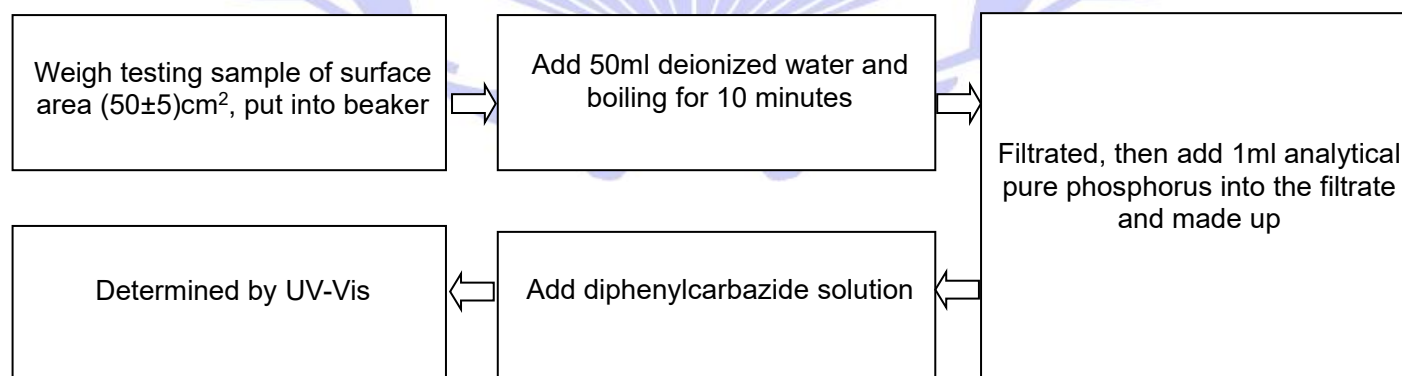 Weigh testing sample of surface
area (50±5)cm², put into beaker
Add 50ml deionized water and
boiling for 10 minutes
Filtrated, then add 1ml analytical
pure phosphorus into the filtrate
and made up
Add diphenylcarbazide solution
Determined by UV-Vis